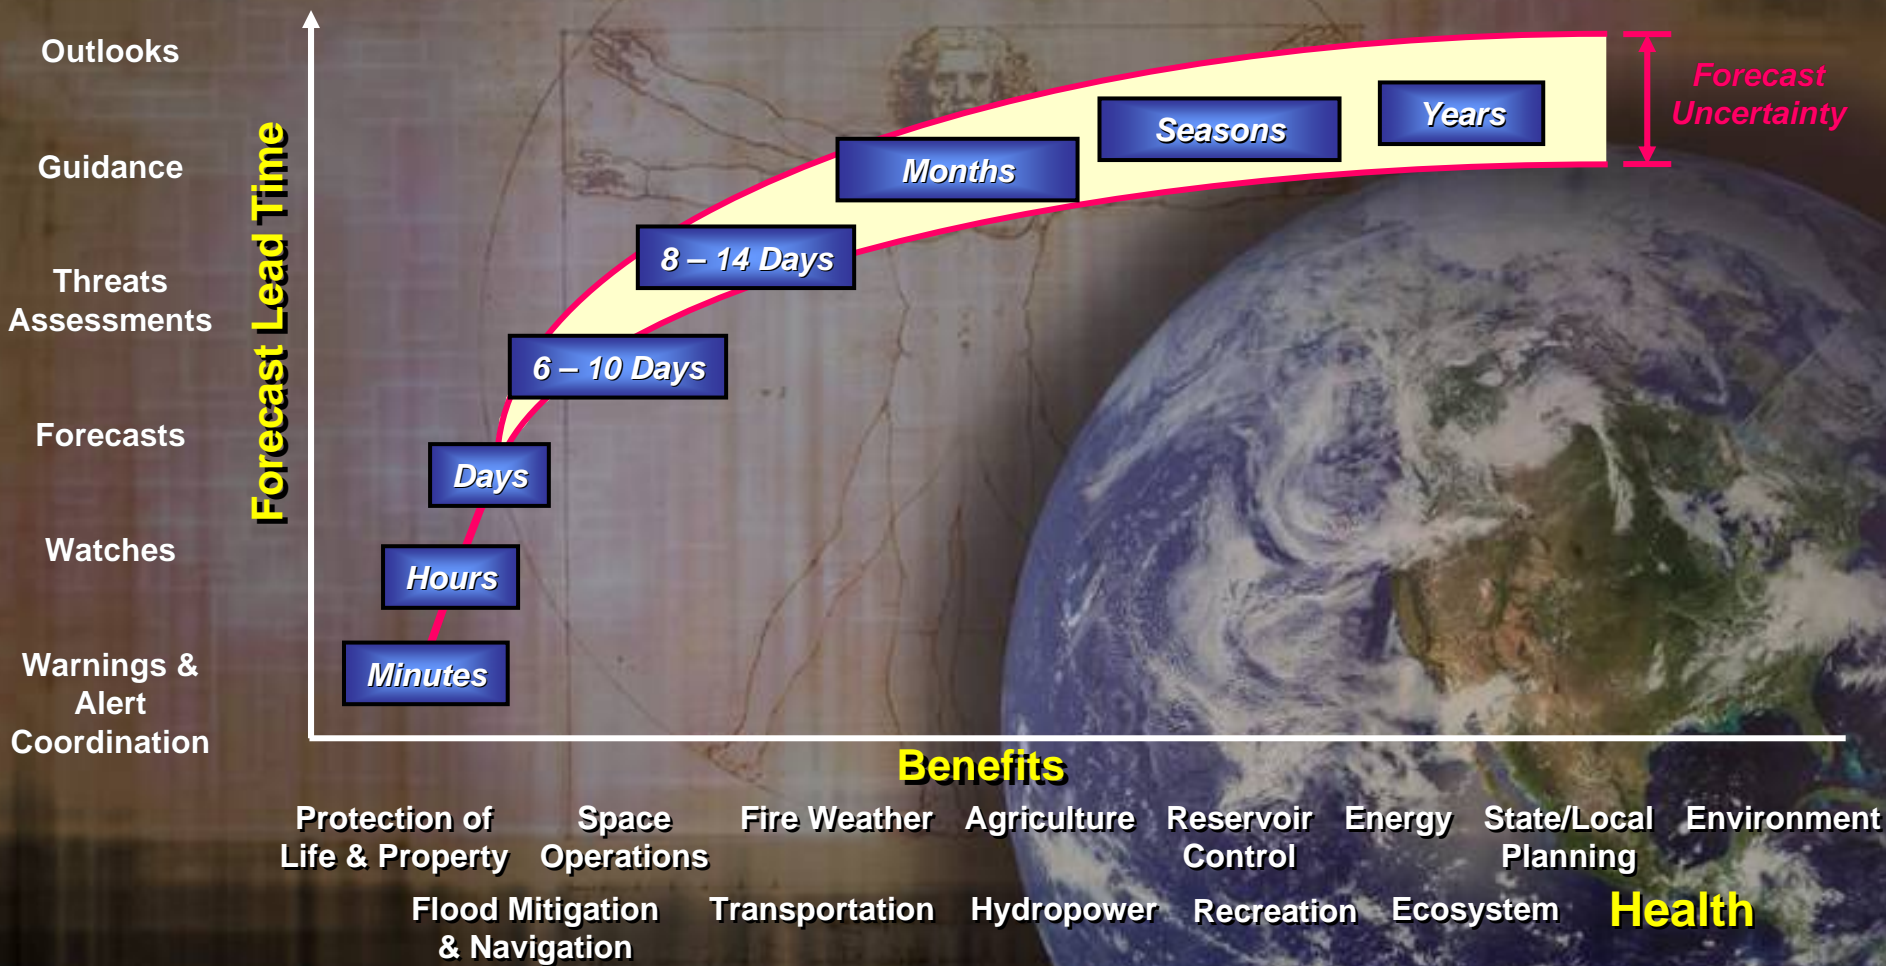 Outlooks
Guidance
Threats
Assessments
Forecasts
Watches
Warnings &
Alert
Coordination
Forecast Lead Time
Years
Seasons
Months
8 – 14 Days
6 – 10 Days
Days
Hours
Minutes
Forecast
Uncertainty
Benefits
Protection of
Life & Property
Space
Operations
Fire Weather
Agriculture
Reservoir
Control
Energy
State/Local
Planning
Environment
Flood Mitigation
& Navigation
Transportation
Hydropower
Recreation
Ecosystem
Health